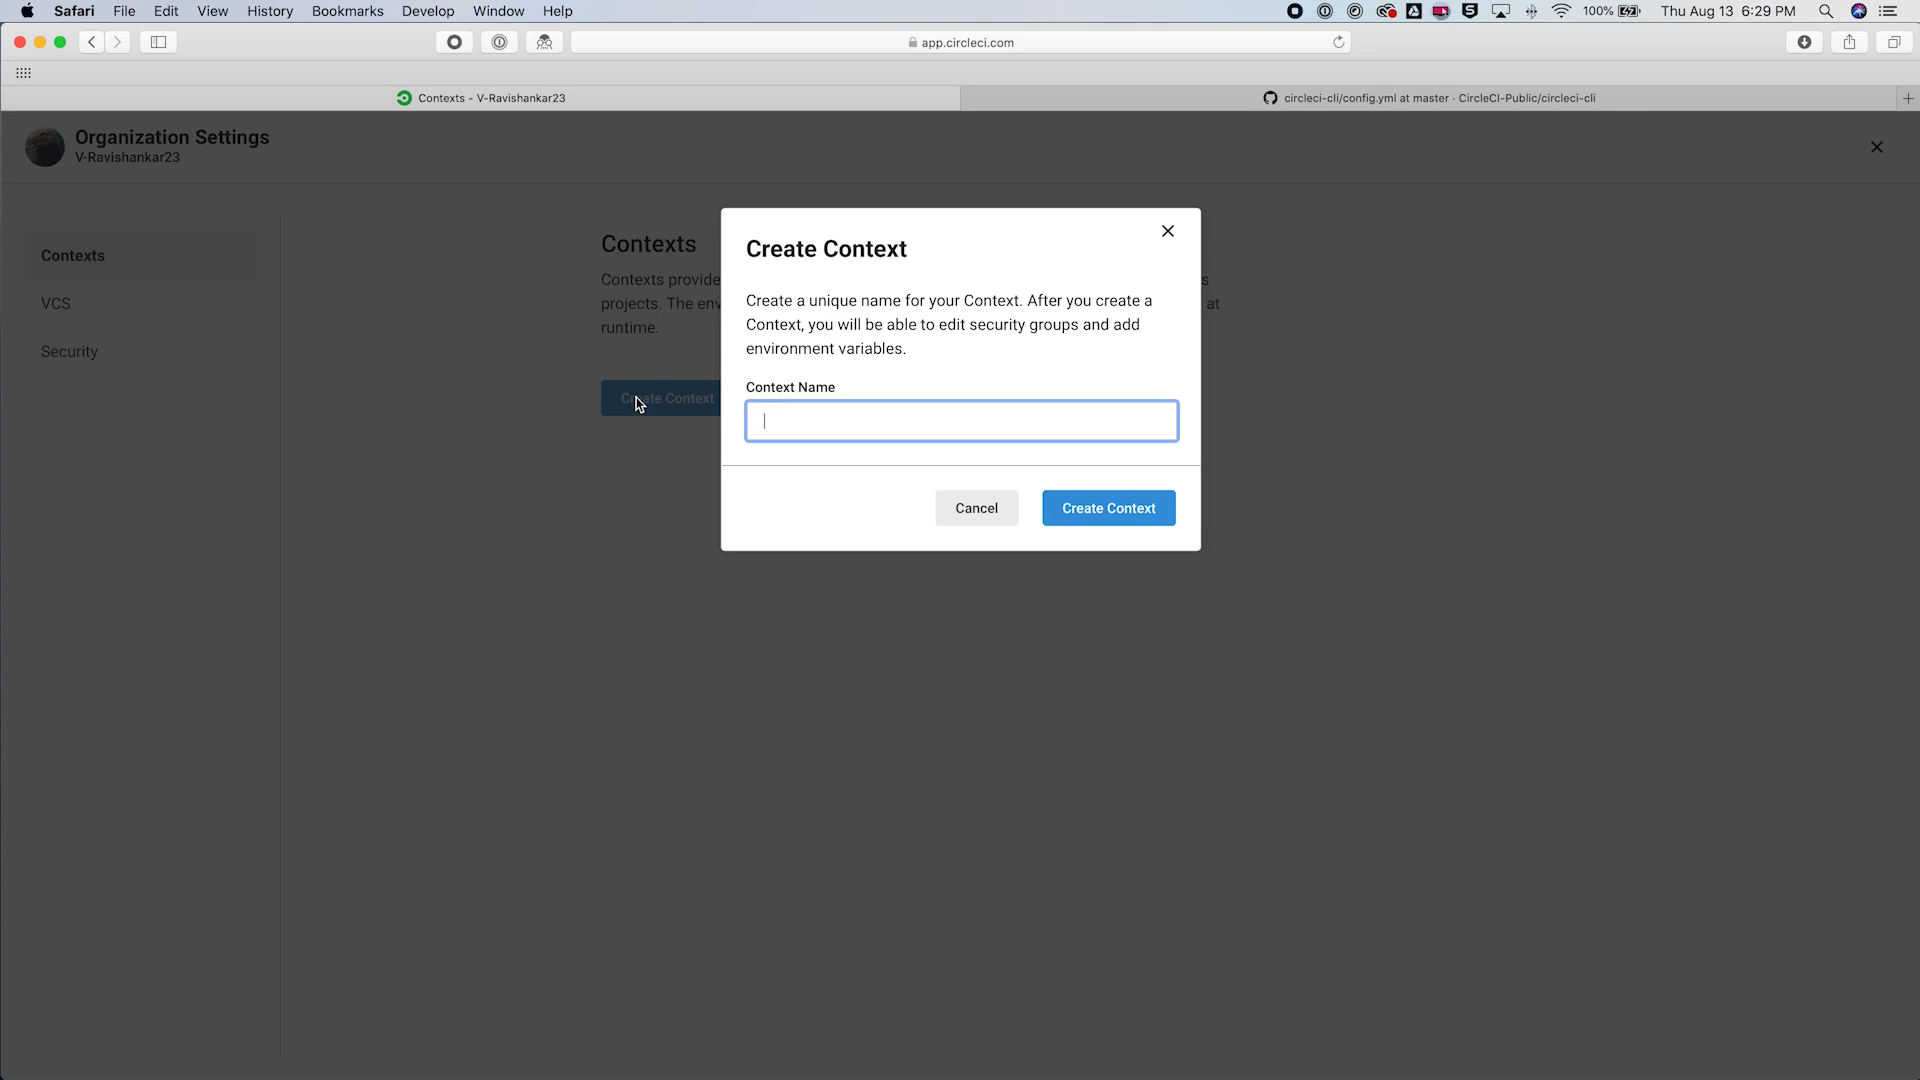 Safari File Edit View History Bookmarks Develop Window Help 100% Thu Aug 13 6:29 PM
app.circleci.com
Contexts - V-Ravishankar23
circleci-cli/config.yml at master · CircleCI-Public/circleci-cli
Organization Settings
V-Ravishankar23
Contexts
VCS
Security
Contexts
Contexts provide
projects. The env
at
runtime.
Create Context
Create Context
Create a unique name for your Context. After you create a
Context, you will be able to edit security groups and add
environment variables.
Context Name
Cancel
Create Context